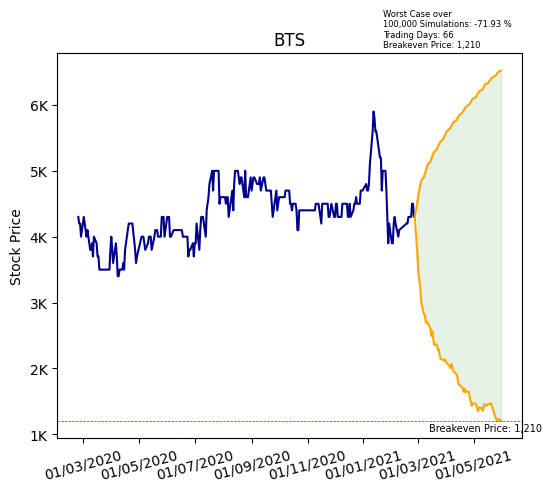 Worst Case over
100,000 Simulations: -71.93 %
Trading Days: 66
Breakeven Price: 1,210
BTS
6K
5K
4K
3K
2K
1K
Stock Price
Breakeven Price: 1,210
01/03/2020
01/05/2020
01/07/2020
01/09/2020
01/11/2020
01/01/2021
01/03/2021
01/05/2021